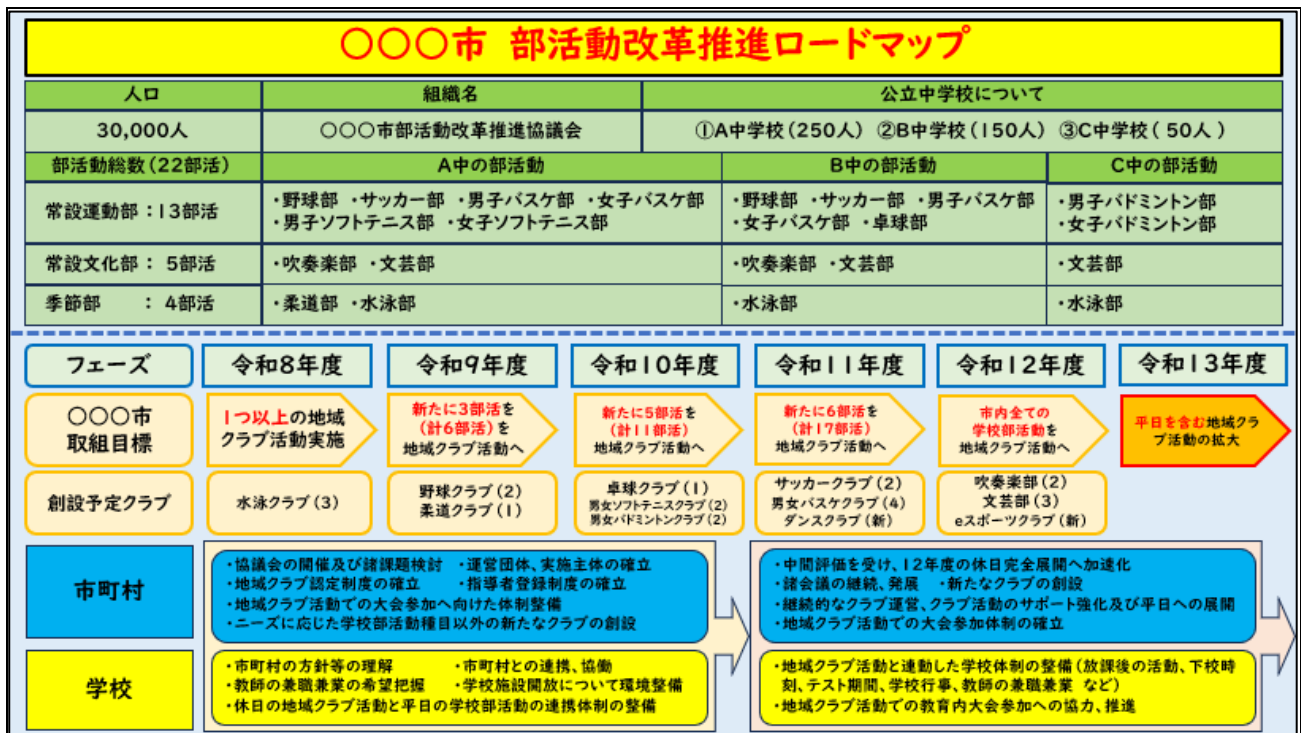 〇〇〇市 部活動改革推進ロードマップ
人口 組織名 公立中学校について
30,000人 〇〇〇市部活動改革推進協議会 ①A中学校(250人) ②B中学校(150人) ③C中学校( 50人 )
部活動総数(22部活) A中の部活動 B中の部活動 C中の部活動
常設運動部:13部活
・野球部 ・サッカー部 ・男子バスケ部 ・女子バスケ部
・男子ソフトテニス部 ・女子ソフトテニス部
・野球部 ・サッカー部 ・男子バスケ部
・女子バスケ部 ・卓球部
・男子バドミントン部
・女子バドミントン部
常設文化部: 5部活 ・吹奏楽部 ・文芸部 ・吹奏楽部 ・文芸部 ・文芸部
季節部 : 4部活 ・柔道部 ・水泳部 ・水泳部 ・水泳部
フェーズ 令和8年度 令和9年度 令和10年度 令和11年度 令和12年度 令和13年度
〇〇〇市
取組目標
1つ以上の地域
クラブ活動実施
新たに3部活を
(計6部活)を
地域クラブ活動へ
新たに5部活を
(計11部活)
地域クラブ活動へ
新たに6部活を
(計17部活)
地域クラブ活動へ
市内全ての
学校部活動を
地域クラブ活動へ
平日を含む地域クラ
ブ活動の拡大
創設予定クラブ
水泳クラブ(3)
野球クラブ(2)
柔道クラブ(1)
卓球クラブ(1)
男女ソフトテニスクラブ(2)
男女バドミントンクラブ(2)
サッカークラブ(2)
男女バスケクラブ(4)
ダンスクラブ(新)
吹奏楽部(2)
文芸部(3)
eスポーツクラブ(新)
市町村
・協議会の開催及び諸課題検討 ・運営団体、実施主体の確立
・地域クラブ認定制度の確立 ・指導者登録制度の確立
・地域クラブ活動での大会参加へ向けた体制整備
・ニーズに応じた学校部活動種目以外の新たなクラブの創設
・中間評価を受け、12年度の休日完全展開へ加速化
・諸会議の継続、発展 ・新たなクラブの創設
・継続的なクラブ運営、クラブ活動のサポート強化及び平日への展開
・地域クラブ活動での大会参加体制の確立
学校
・市町村の方針等の理解 ・市町村との連携、協働
・教師の兼職兼業の希望把握 ・学校施設開放について環境整備
・休日の地域クラブ活動と平日の学校部活動の連携体制の整備
・地域クラブ活動と連動した学校体制の整備(放課後の活動、下校時
刻、テスト期間、学校行事、教師の兼職兼業 など)
・地域クラブ活動での教育内大会参加への協力、推進